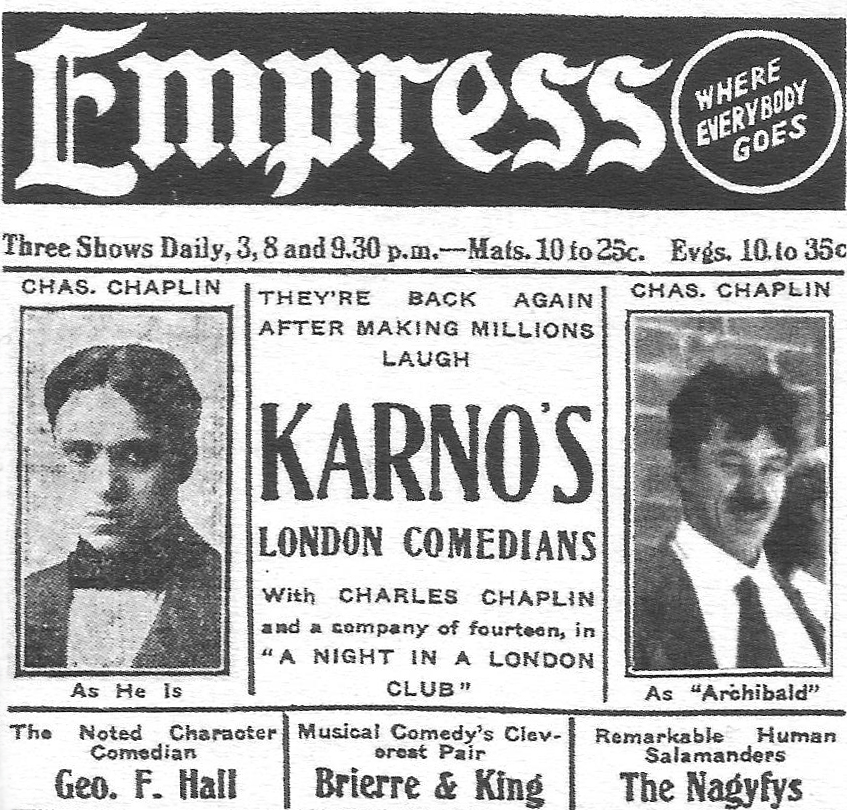 Empress
WHERE
EVERYBODY
GOES
Three Shows Daily, 3, 8 and 9.30 p.m.—Mats. 10 to 25c. Evgs. 10 to 35c
CHAS. CHAPLIN
As He Is
THEY'RE BACK AGAIN
AFTER MAKING MILLIONS
LAUGH
KARNO'S
LONDON COMEDIANS
With CHARLES CHAPLIN
and a company of fourteen, in
"A NIGHT IN A LONDON
CLUB"
CHAS. CHAPLIN
As "Archibald"
The Noted Character
Comedian
Geo. F. Hall
Musical Comedy's Clev-
erest Pair
Brierre & King
Remarkable Human
Salamanders
The Nagyfys